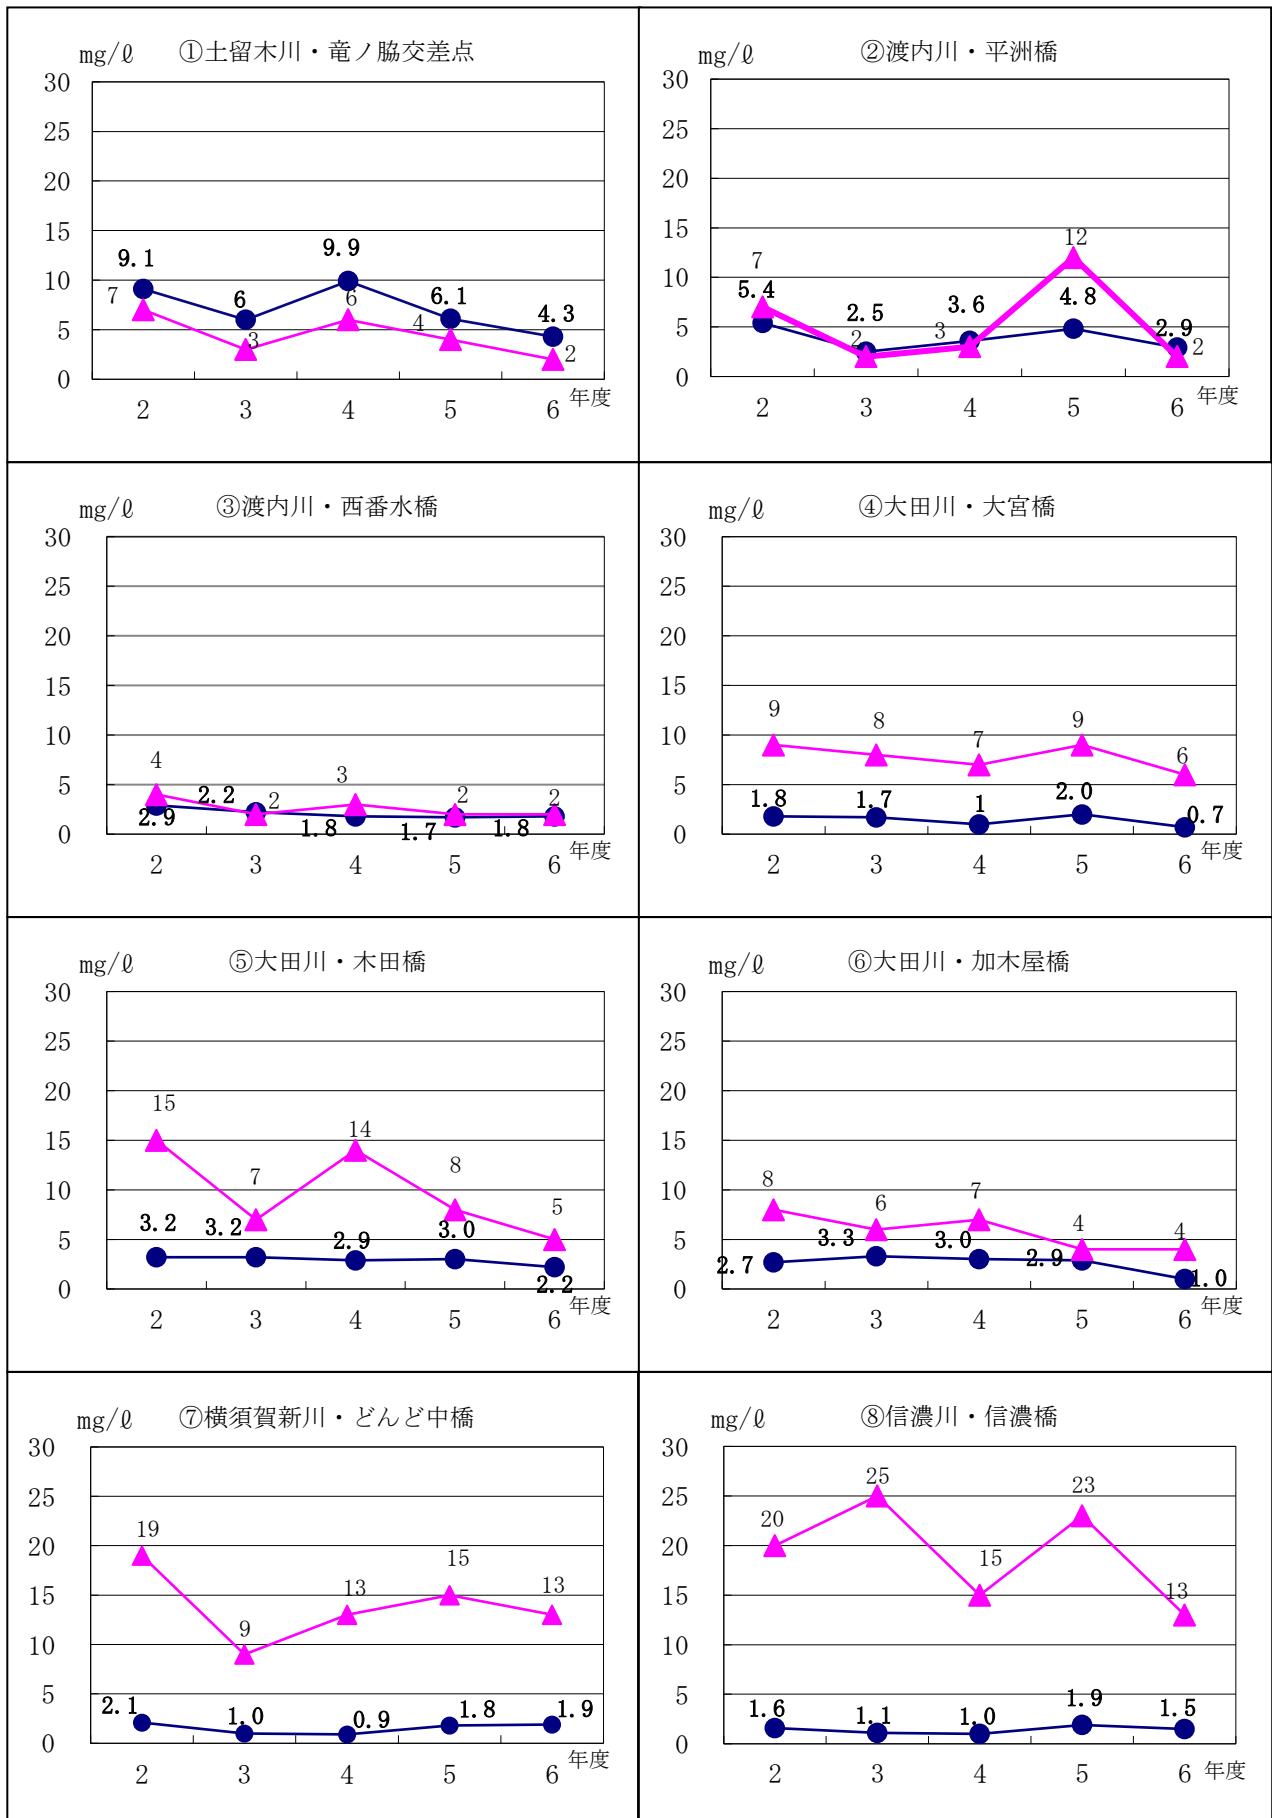 mg/ℓ ①土留木川・竜ノ脇交差点
30
25
20
15
10
5
0
9.1 6 9.9 6.1 4.3
7 3 6 4 2
2 3 4 5 6 年度
mg/ℓ ②渡内川・平洲橋
30
25
20
15
10
5
0
7 2 3 12 2
5.4 2.5 3.6 4.8 2.9
2 3 4 5 6 年度
mg/ℓ ③渡内川・西番水橋
30
25
20
15
10
5
0
4 2 3 2 2
2.9 2.2 1.8 1.7 1.8
2 3 4 5 6 年度
mg/ℓ ④大田川・大宮橋
30
25
20
15
10
5
0
9 8 7 9 6
1.8 1.7 1 2.0 0.7
2 3 4 5 6 年度
mg/ℓ ⑤大田川・木田橋
30
25
20
15
10
5
0
15 7 14 8 5
3.2 3.2 2.9 3.0 2.2
2 3 4 5 6 年度
mg/ℓ ⑥大田川・加木屋橋
30
25
20
15
10
5
0
8 6 7 4 4
2.7 3.3 3.0 2.9 1.0
2 3 4 5 6 年度
mg/ℓ ⑦横須賀新川・どんど中橋
30
25
20
15
10
5
0
19 9 13 15 13
2.1 1.0 0.9 1.8 1.9
2 3 4 5 6 年度
mg/ℓ ⑧信濃川・信濃橋
30
25
20
15
10
5
0
20 25 15 23 13
1.6 1.1 1.0 1.9 1.5
2 3 4 5 6 年度